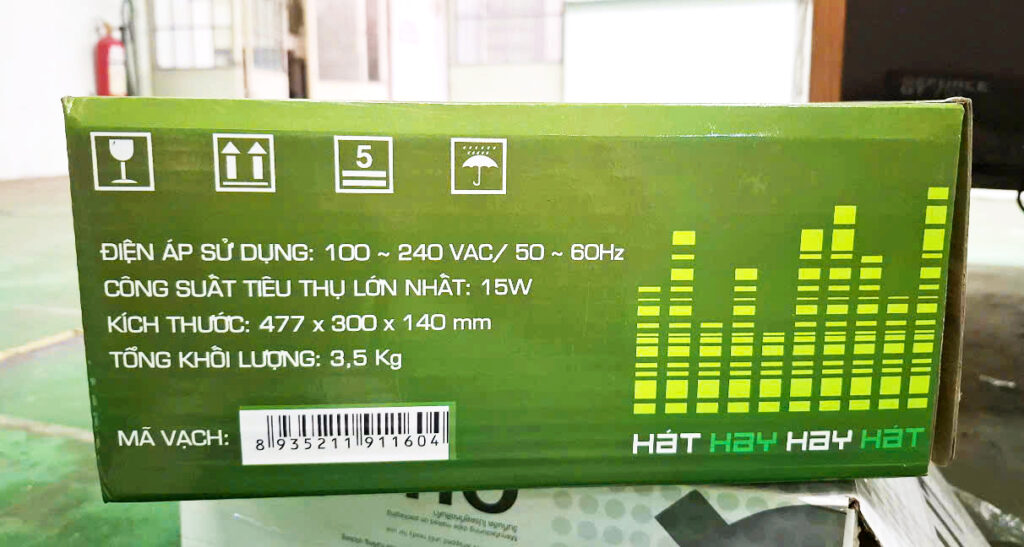 5
ĐIỆN ÁP SỬ DỤNG: 100 ~ 240 VAC/ 50 ~ 60Hz
CÔNG SUẤT TIÊU THỤ LỚN NHẤT: 15W
KÍCH THƯỚC: 477 x 300 x 140 mm
TỔNG KHỐI LƯỢNG: 3,5 Kg
MÃ VẠCH: 8 935211 911604
HÁT HAY HAY HÁT